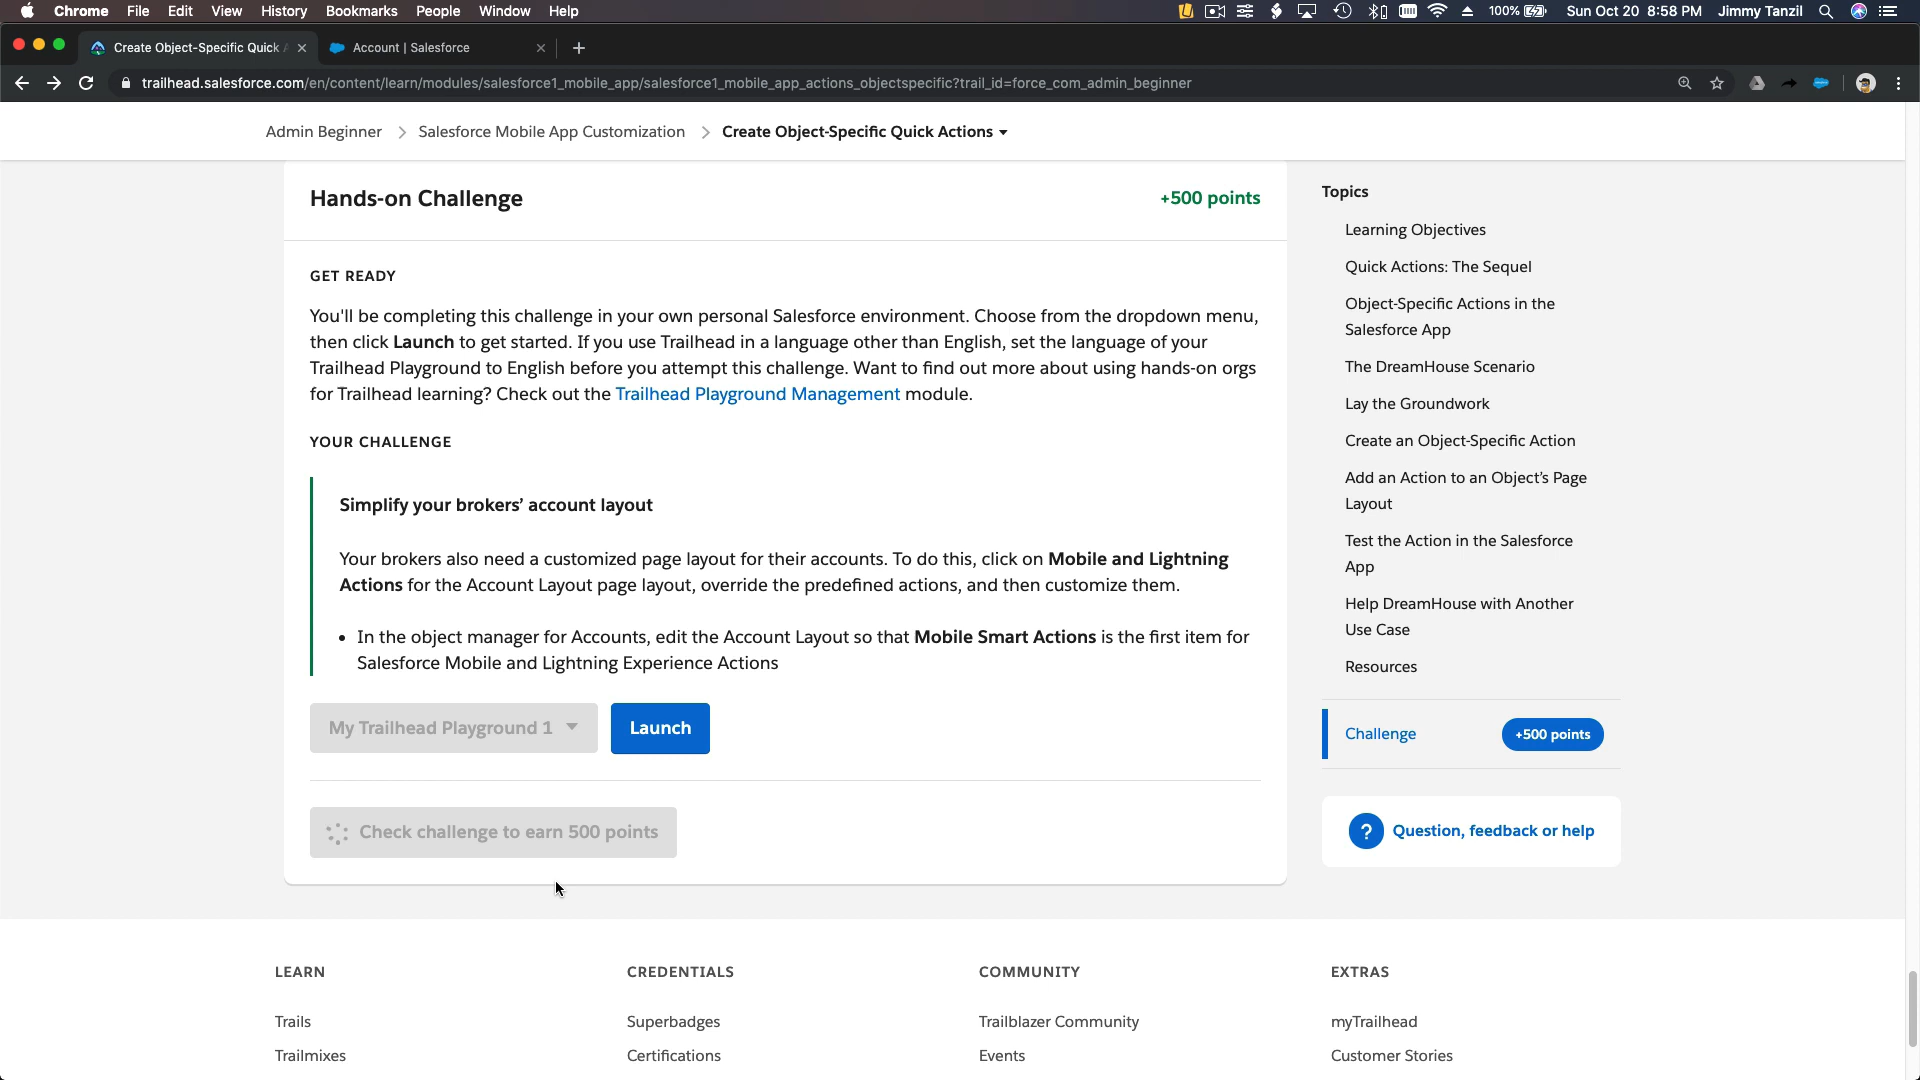 Chrome File Edit View History Bookmarks People Window Help 100% Sun Oct 20 8:58 PM Jimmy Tanzil
Create Object-Specific Quick A Account | Salesforce
trailhead.salesforce.com/en/content/learn/modules/salesforce1_mobile_app/salesforce1_mobile_app_actions_objectspecific?trail_id=force_com_admin_beginner
Admin Beginner Salesforce Mobile App Customization Create Object-Specific Quick Actions
Hands-on Challenge +500 points
GET READY
You'll be completing this challenge in your own personal Salesforce environment. Choose from the dropdown menu,
then click Launch to get started. If you use Trailhead in a language other than English, set the language of your
Trailhead Playground to English before you attempt this challenge. Want to find out more about using hands-on orgs
for Trailhead learning? Check out the Trailhead Playground Management module.
YOUR CHALLENGE
Simplify your brokers’ account layout
Your brokers also need a customized page layout for their accounts. To do this, click on Mobile and Lightning
Actions for the Account Layout page layout, override the predefined actions, and then customize them.
• In the object manager for Accounts, edit the Account Layout so that Mobile Smart Actions is the first item for
Salesforce Mobile and Lightning Experience Actions
My Trailhead Playground 1 Launch
Check challenge to earn 500 points
Topics
Learning Objectives
Quick Actions: The Sequel
Object-Specific Actions in the
Salesforce App
The DreamHouse Scenario
Lay the Groundwork
Create an Object-Specific Action
Add an Action to an Object’s Page
Layout
Test the Action in the Salesforce
App
Help DreamHouse with Another
Use Case
Resources
Challenge +500 points
? Question, feedback or help
LEARN CREDENTIALS COMMUNITY EXTRAS
Trails Superbadges Trailblazer Community myTrailhead
Trailmixes Certifications Events Customer Stories